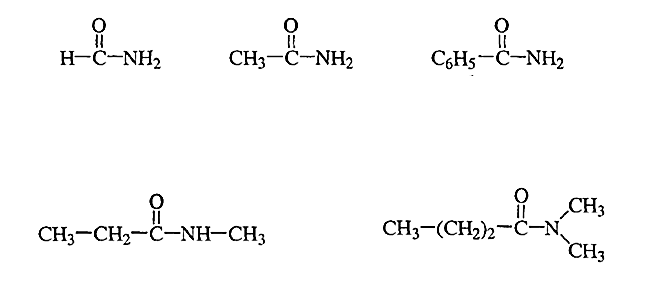 O O O
H−C−NH₂ CH₃−C−NH₂ C₆H₅−C−NH₂
O O
CH₃−CH₂−C−NH−CH₃ CH₃−(CH₂)₂−C−N CH₃ CH₃